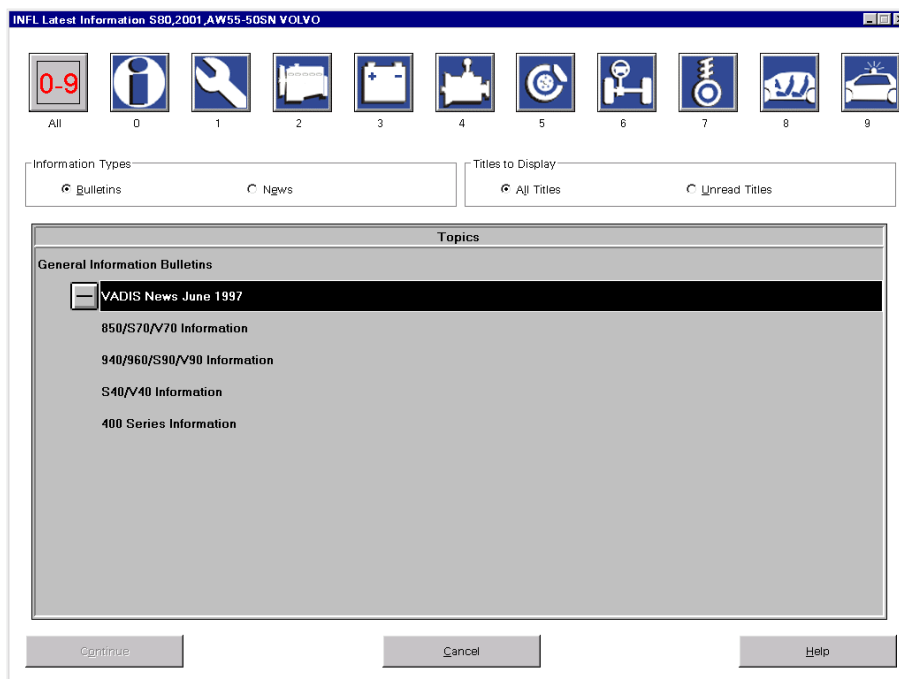 INFL Latest Information S80,2001,AW55-50SN VOLVO
0-9
All 0 1 2 3 4 5 6 7 8 9
Information Types Titles to Display
Bulletins News All Titles Unread Titles
Topics
General Information Bulletins
VADIS News June 1997
850/S70/V70 Information
940/960/S90/V90 Information
S40/V40 Information
400 Series Information
Continue Cancel Help